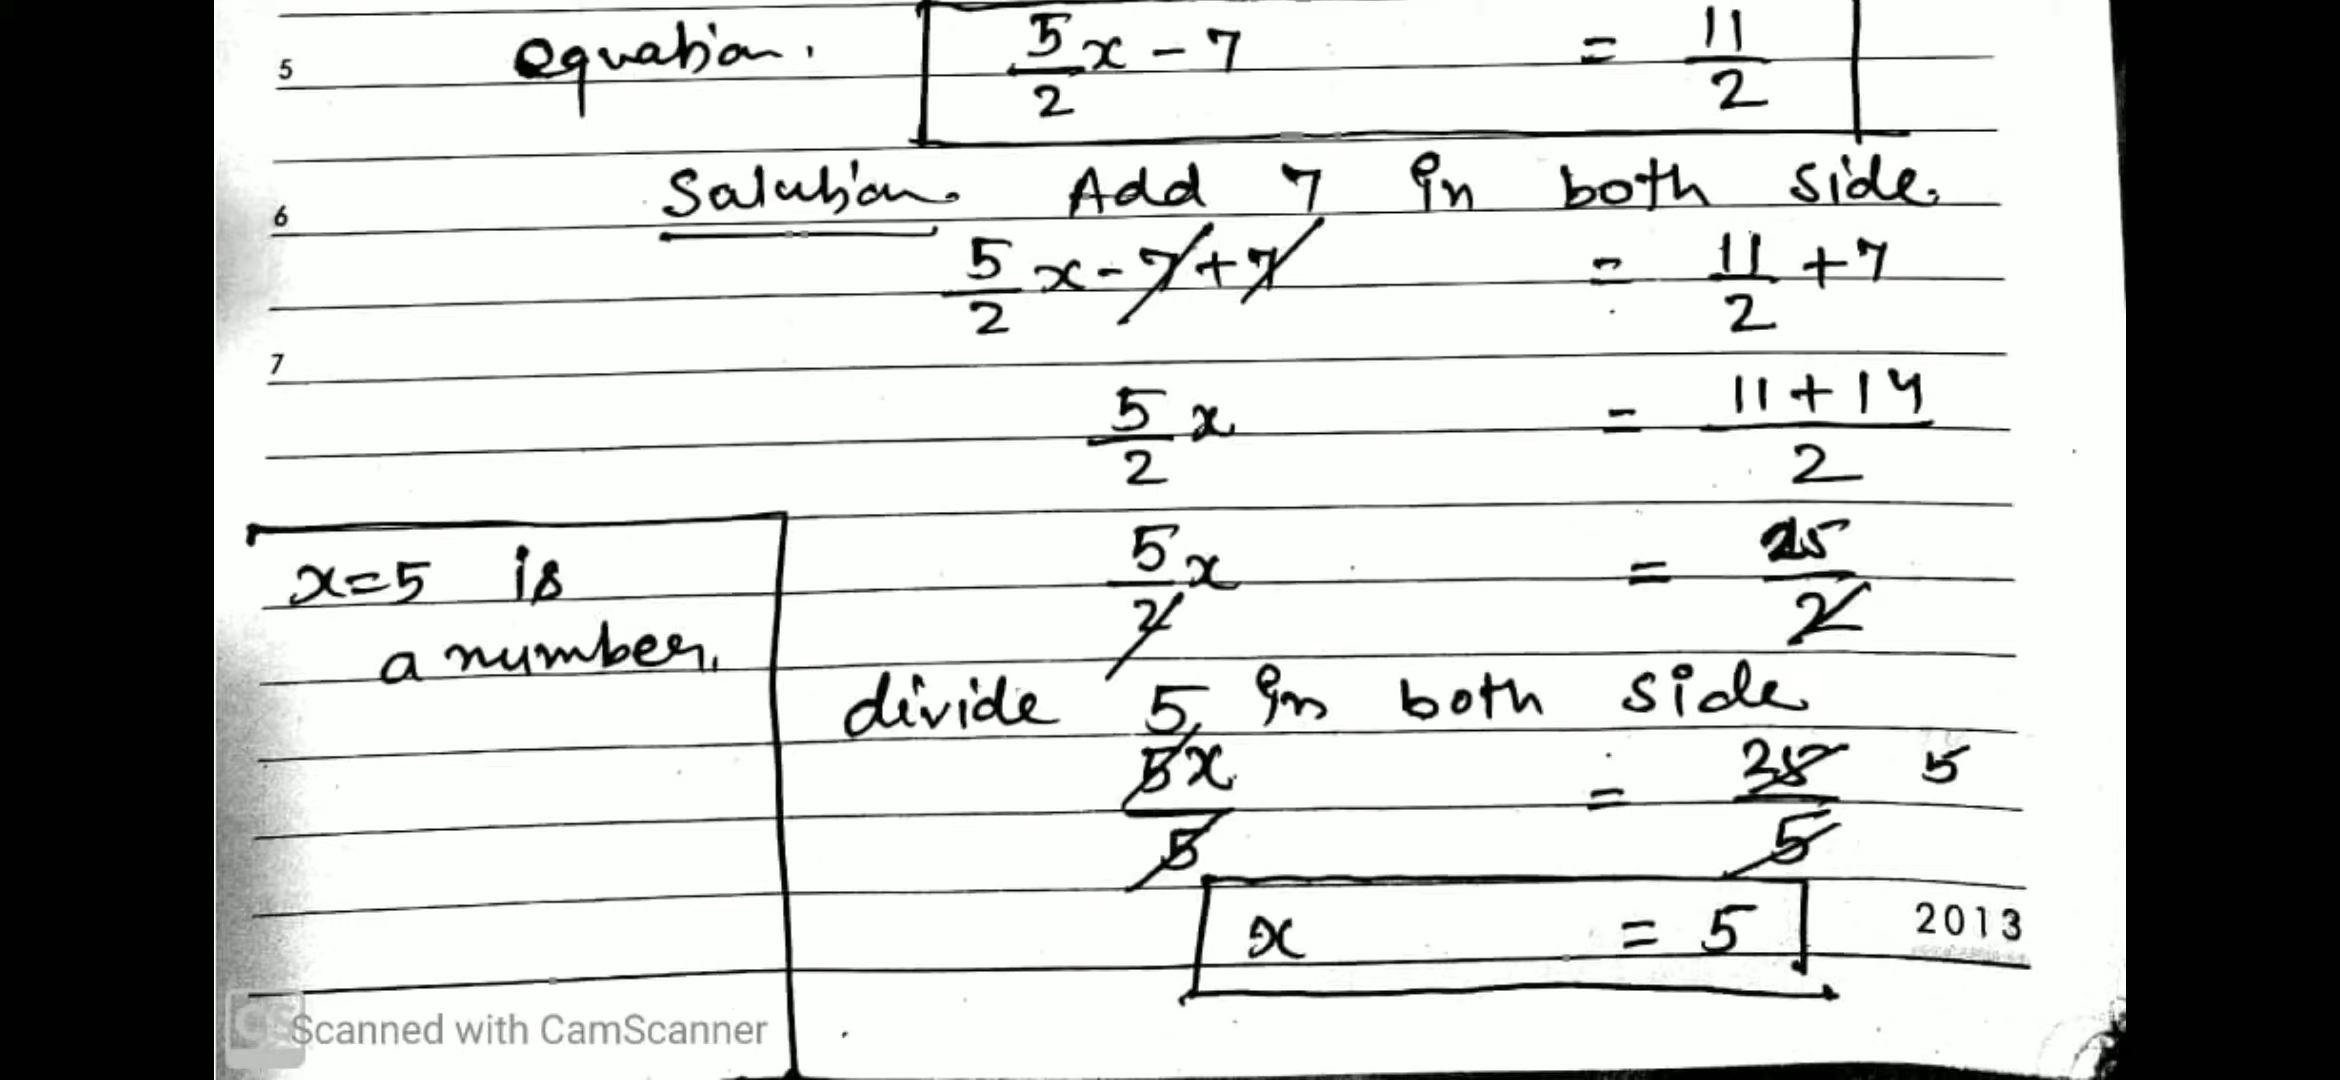 5 equation. 5/2 x - 7 = 11/2
6 Solution. Add 7 in both side.
5/2 x - 7 + 7 = 11/2 + 7
7
5/2 x = 11 + 14/2
5/2 x = 25/2
x = 5 is
a number.
divide 5 in both side
5x/5 = 25/5 5
x = 5
2013
CS Scanned with CamScanner